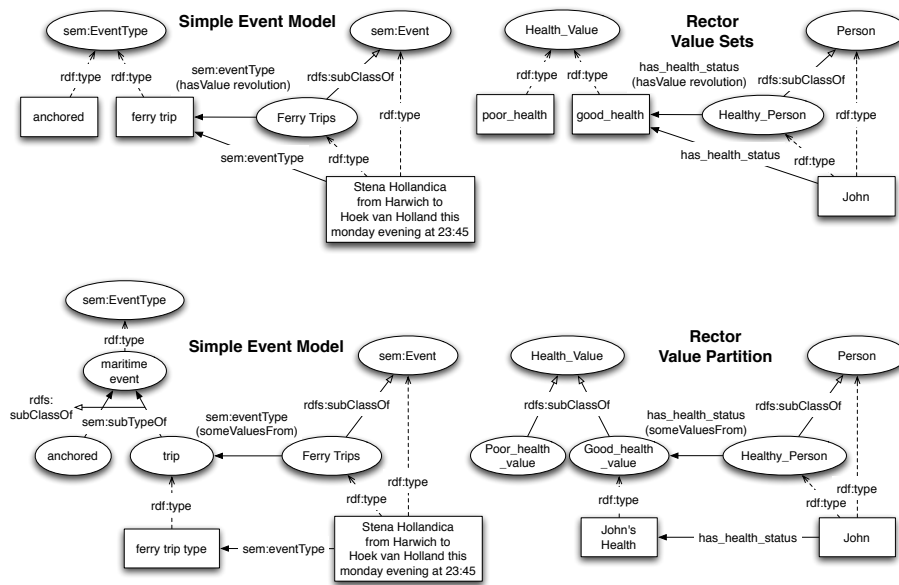 Simple Event Model
sem:EventType
sem:Event
rdf:type
rdf:type
sem:eventType
(hasValue revolution)
rdfs:subClassOf
anchored
ferry trip
Ferry Trips
rdf:type
sem:eventType
rdf:type
Stena Hollandica
from Harwich to
Hoek van Holland this
monday evening at 23:45
Rector
Value Sets
Health_Value
Person
rdf:type
rdf:type
has_health_status
(hasValue revolution)
rdfs:subClassOf
poor_health
good_health
Healthy_Person
rdf:type
has_health_status
rdf:type
John
sem:EventType
rdf:type
Simple Event Model
sem:Event
maritime
event
rdfs:
subClassOf
sem:subTypeOf
sem:eventType
(someValuesFrom)
rdfs:subClassOf
anchored
trip
Ferry Trips
rdf:type
rdf:type
rdf:type
ferry trip type
sem:eventType
Stena Hollandica
from Harwich to
Hoek van Holland this
monday evening at 23:45
Rector
Value Partition
Health_Value
Person
rdfs:subClassOf
has_health_status
(someValuesFrom)
rdfs:subClassOf
Poor_health
_value
Good_health
_value
Healthy_Person
rdf:type
rdf:type
rdf:type
John's
Health
has_health_status
John